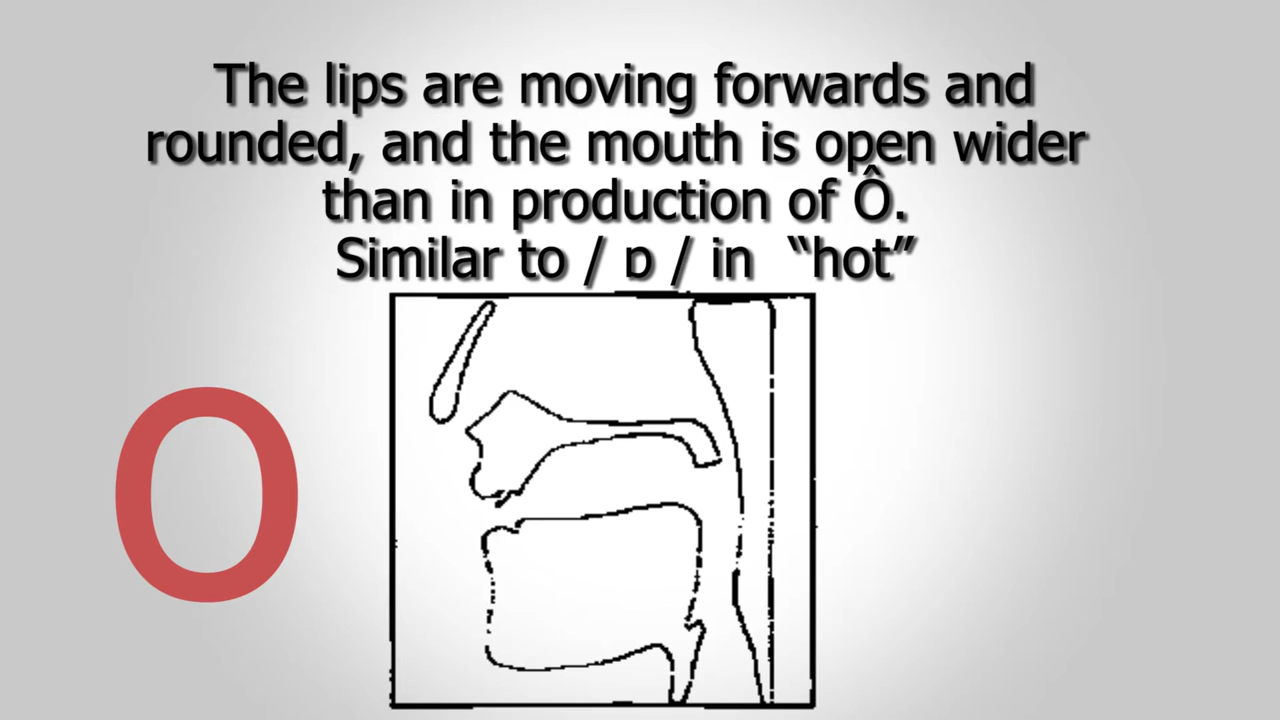 The lips are moving forwards and
rounded, and the mouth is open wider
than in production of Ô.
Similar to / ɒ / in “hot”
O